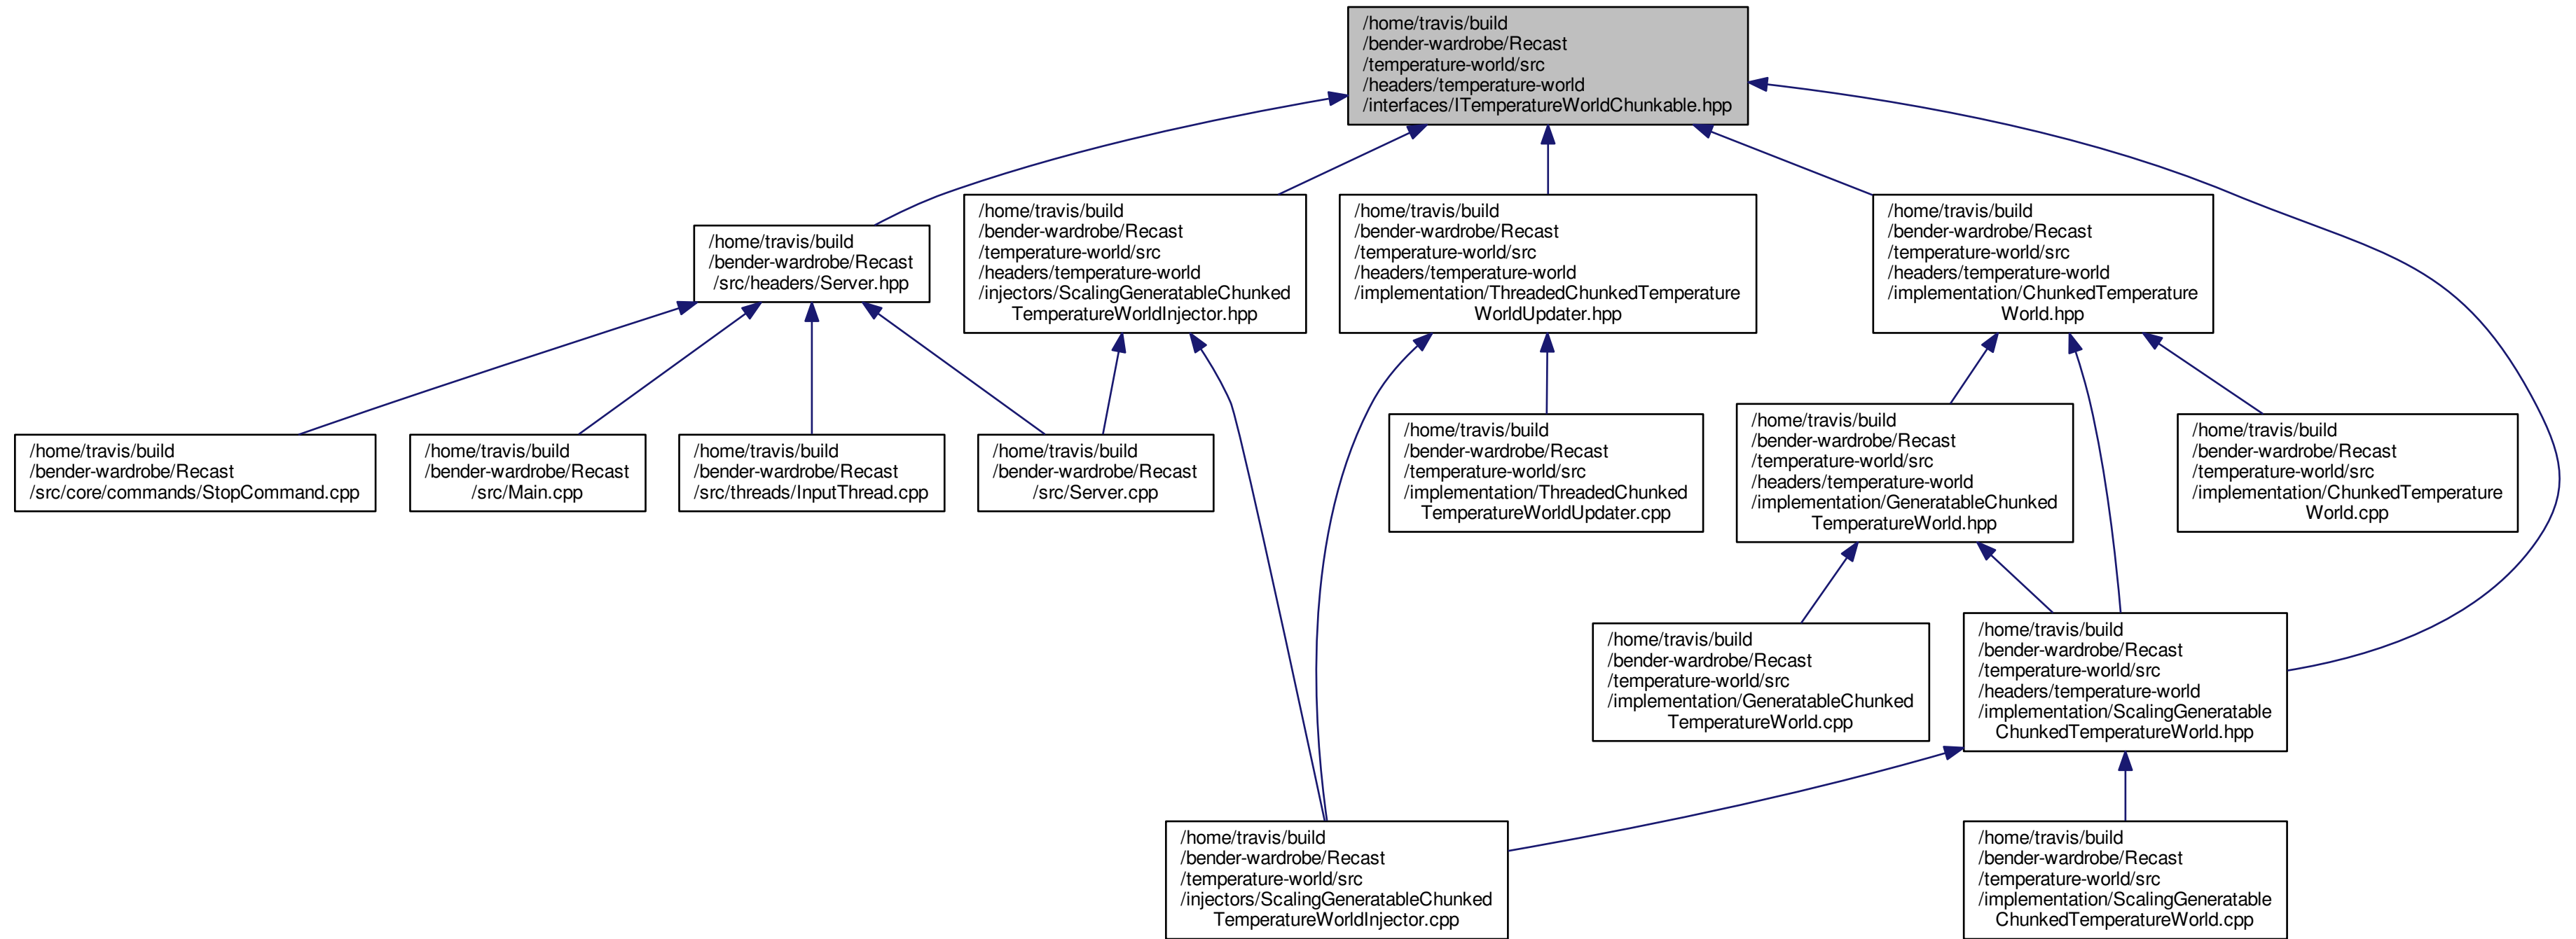 /home/travis/build
/bender-wardrobe/Recast
/temperature-world/src
/headers/temperature-world
/interfaces/ITemperatureWorldChunkable.hpp
/home/travis/build
/bender-wardrobe/Recast
/src/headers/Server.hpp
/home/travis/build
/bender-wardrobe/Recast
/temperature-world/src
/headers/temperature-world
/injectors/ScalingGeneratableChunked
TemperatureWorldInjector.hpp
/home/travis/build
/bender-wardrobe/Recast
/temperature-world/src
/headers/temperature-world
/implementation/ThreadedChunkedTemperature
WorldUpdater.hpp
/home/travis/build
/bender-wardrobe/Recast
/temperature-world/src
/headers/temperature-world
/implementation/ChunkedTemperature
World.hpp
/home/travis/build
/bender-wardrobe/Recast
/src/core/commands/StopCommand.cpp
/home/travis/build
/bender-wardrobe/Recast
/src/Main.cpp
/home/travis/build
/bender-wardrobe/Recast
/src/threads/InputThread.cpp
/home/travis/build
/bender-wardrobe/Recast
/src/Server.cpp
/home/travis/build
/bender-wardrobe/Recast
/temperature-world/src
/implementation/ThreadedChunked
TemperatureWorldUpdater.cpp
/home/travis/build
/bender-wardrobe/Recast
/temperature-world/src
/headers/temperature-world
/implementation/GeneratableChunked
TemperatureWorld.hpp
/home/travis/build
/bender-wardrobe/Recast
/temperature-world/src
/implementation/ChunkedTemperature
World.cpp
/home/travis/build
/bender-wardrobe/Recast
/temperature-world/src
/implementation/GeneratableChunked
TemperatureWorld.cpp
/home/travis/build
/bender-wardrobe/Recast
/temperature-world/src
/headers/temperature-world
/implementation/ScalingGeneratable
ChunkedTemperatureWorld.hpp
/home/travis/build
/bender-wardrobe/Recast
/temperature-world/src
/injectors/ScalingGeneratableChunked
TemperatureWorldInjector.cpp
/home/travis/build
/bender-wardrobe/Recast
/temperature-world/src
/implementation/ScalingGeneratable
ChunkedTemperatureWorld.cpp